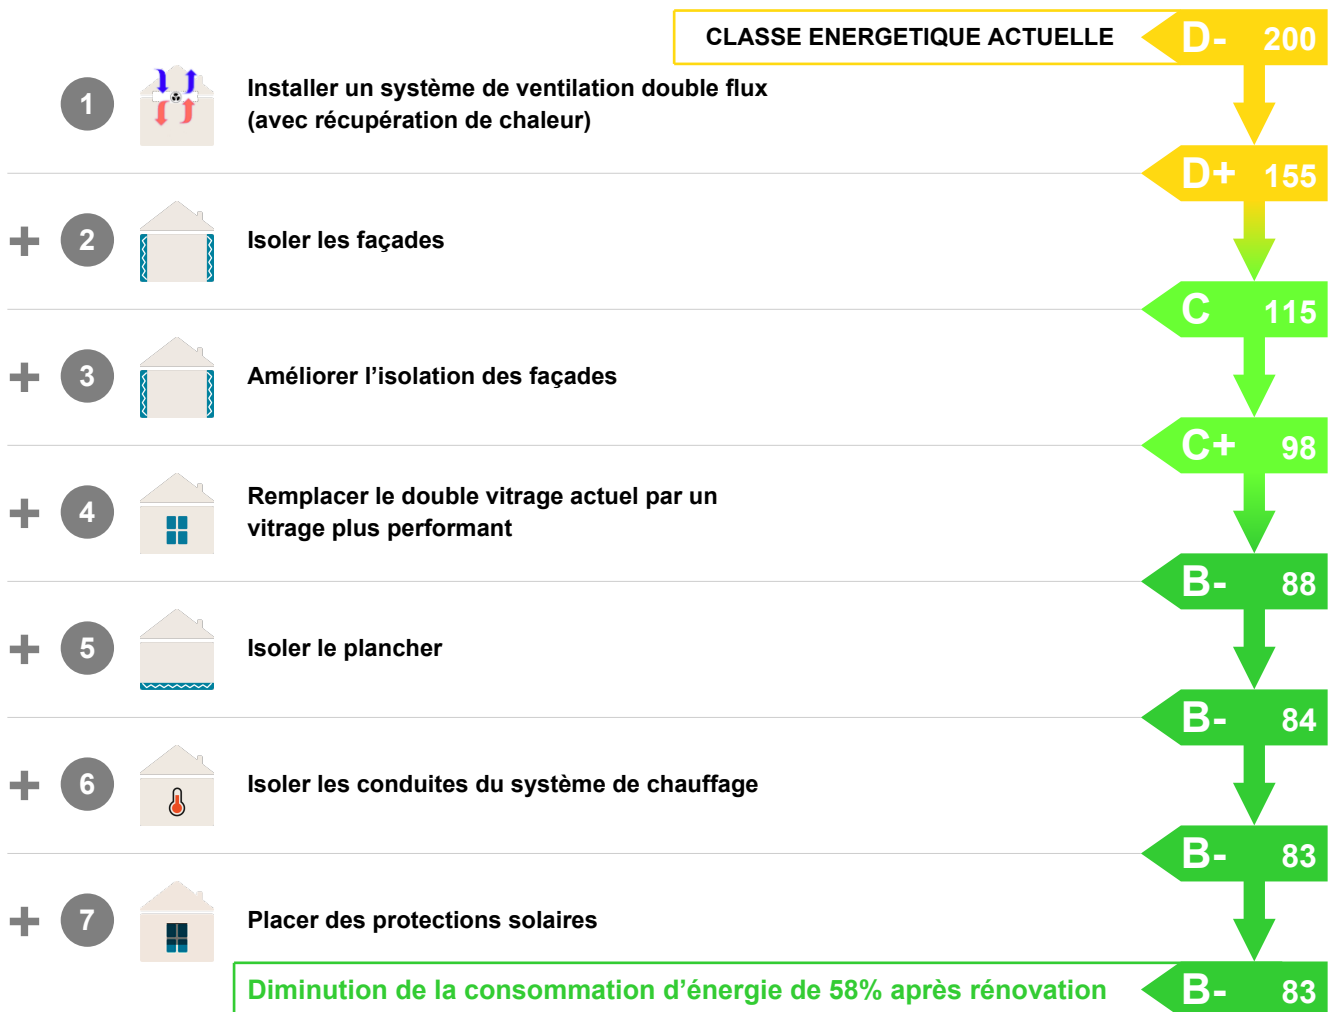 CLASSE ENERGETIQUE ACTUELLE D- 200
1 Installer un système de ventilation double flux
(avec récupération de chaleur)
D+ 155
+ 2 Isoler les façades
C 115
+ 3 Améliorer l’isolation des façades
C+ 98
+ 4 Remplacer le double vitrage actuel par un
vitrage plus performant
B- 88
+ 5 Isoler le plancher
B- 84
+ 6 Isoler les conduites du système de chauffage
B- 83
+ 7 Placer des protections solaires
Diminution de la consommation d’énergie de 58% après rénovation B- 83